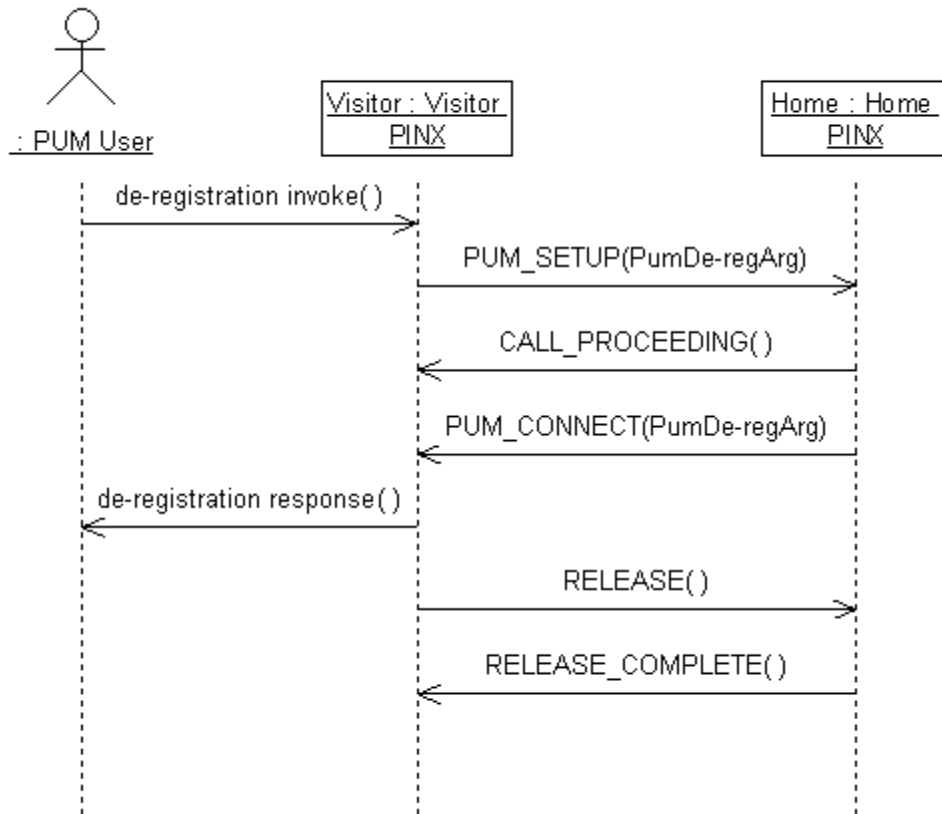 : PUM User
Visitor : Visitor
PINX
Home : Home
PINX
de-registration invoke( )
PUM_SETUP(PumDe-regArg)
CALL_PROCEEDING( )
PUM_CONNECT(PumDe-regArg)
de-registration response( )
RELEASE( )
RELEASE_COMPLETE( )